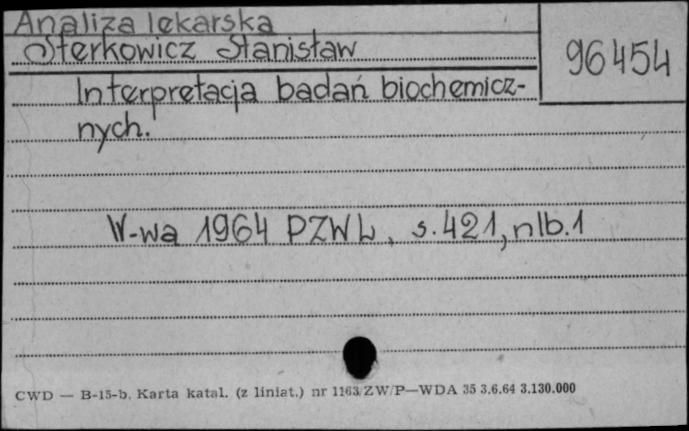 Analiza lekarska
Sterkowicz Stanisław
96454
Interpretacja badań biochemicz-
nych.
W-wa 1964 PZWL, s. 421, nlb. 1
CWD — B-15-b, Karta katal. (z liniat.) nr 1163/ZW/P—WDA 35 3.6.64 3.130.000